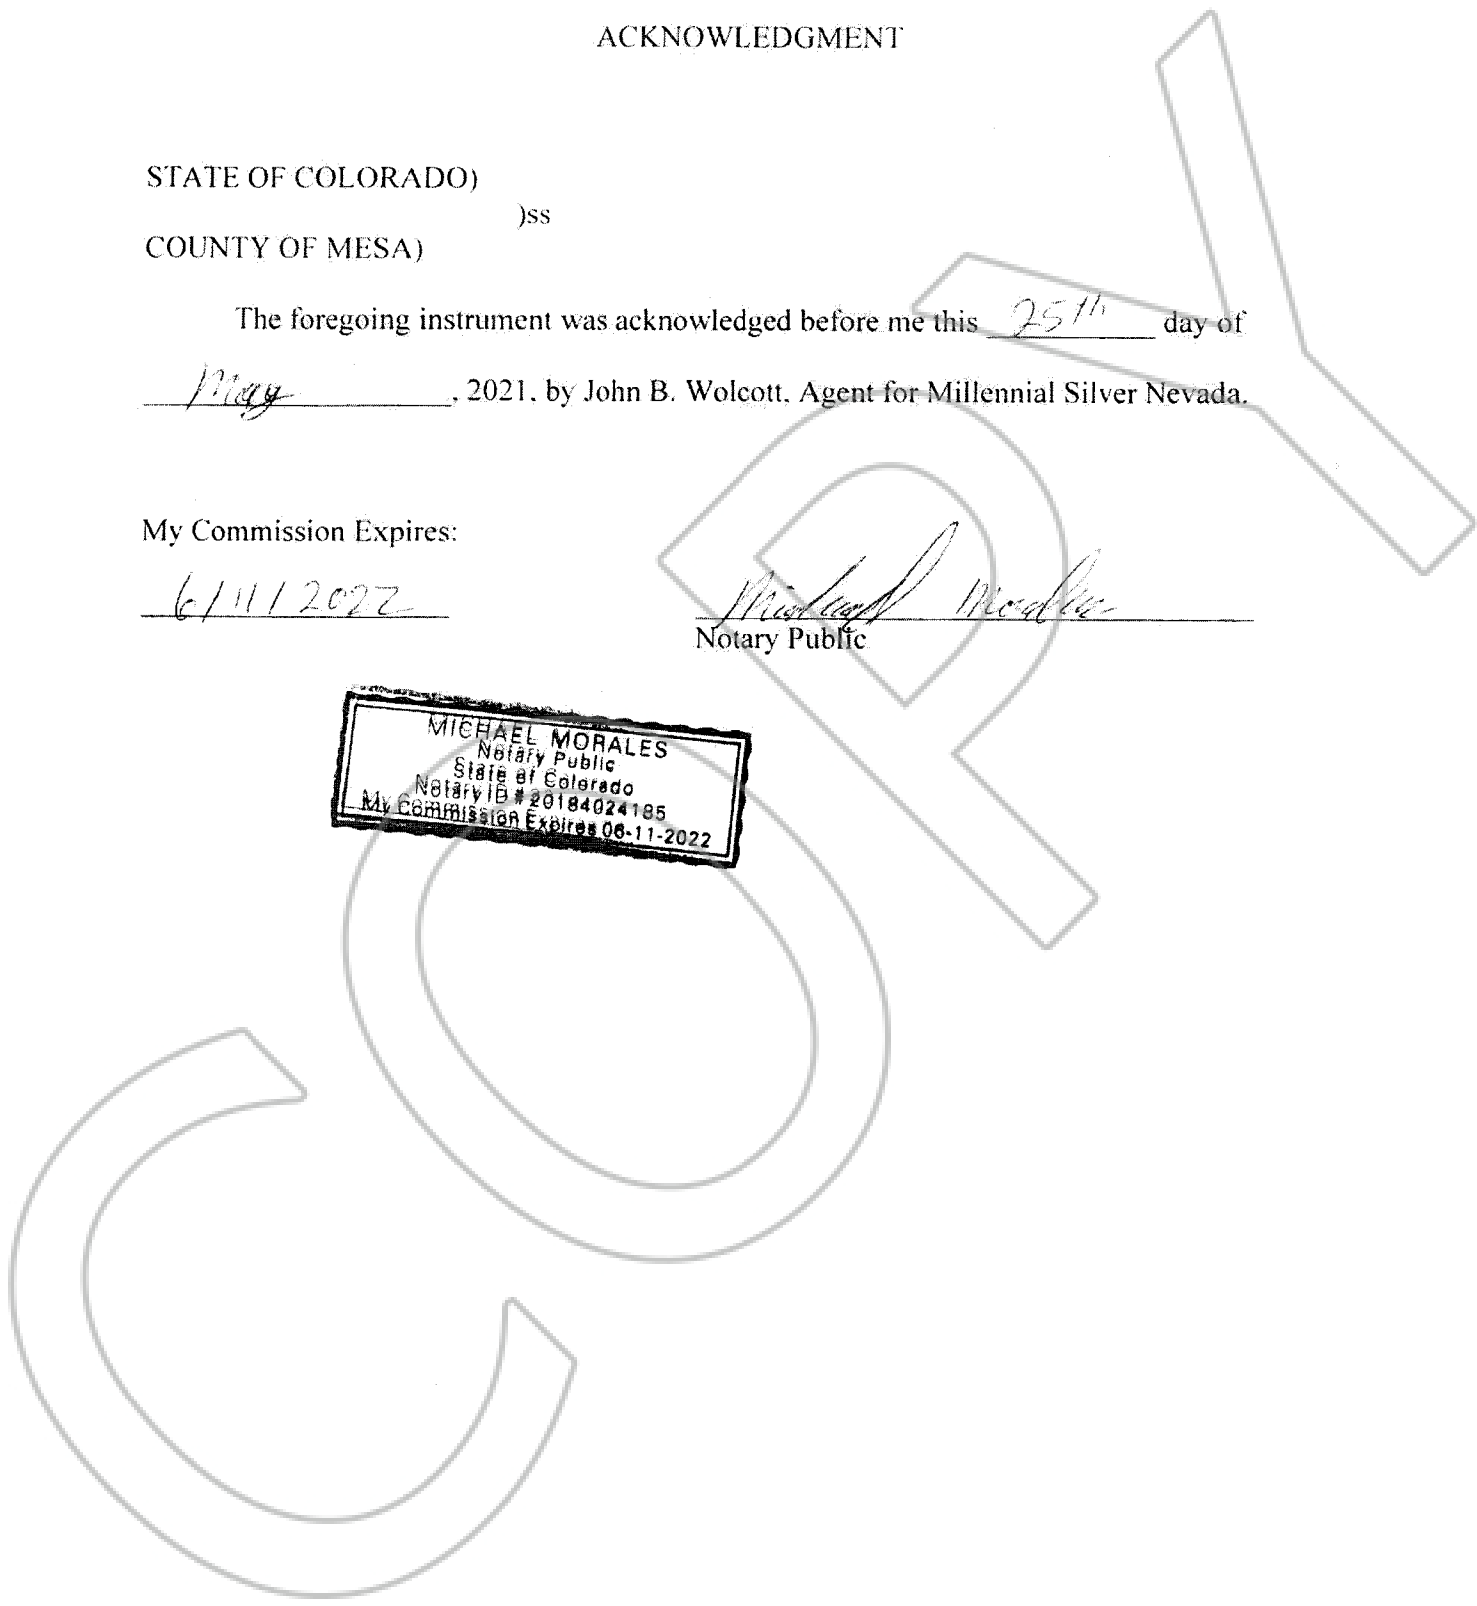 ACKNOWLEDGMENT
STATE OF COLORADO)
)ss
COUNTY OF MESA)
The foregoing instrument was acknowledged before me this 25th day of
May, 2021, by John B. Wolcott, Agent for Millennial Silver Nevada.
My Commission Expires:
6/11/2022
Michael Morales
Notary Public
MICHAEL MORALES
Notary Public
State of Colorado
Notary ID # 20184024185
My Commission Expires 06-11-2022
COPY